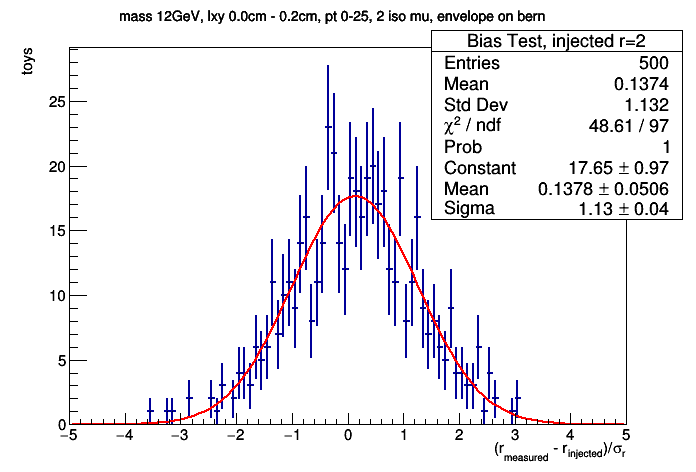 mass 12GeV, lxy 0.0cm - 0.2cm, pt 0-25, 2 iso mu, envelope on bern
toys
Bias Test, injected r=2
Entries 500
Mean 0.1374
Std Dev 1.132
χ² / ndf 48.61 / 97
Prob 1
Constant 17.65 ± 0.97
Mean 0.1378 ± 0.0506
Sigma 1.13 ± 0.04
25
20
15
10
5
0
−5 −4 −3 −2 −1 0 1 2 3 4 5
(r_measured - r_injected)/σ_r